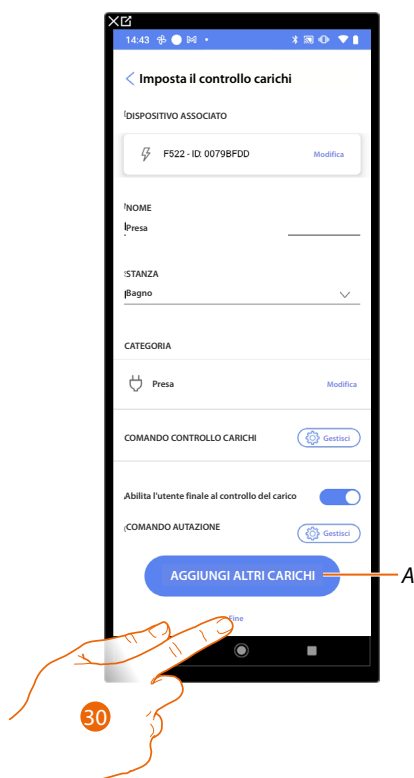 14:43
Imposta il controllo carichi
DISPOSITIVO ASSOCIATO
F522 - ID: 0079BFDD Modifica
NOME
Presa
STANZA
Bagno
CATEGORIA
Presa Modifica
COMANDO CONTROLLO CARICHI Gestisci
Abilita l'utente finale al controllo del carico
COMANDO AUTAZIONE Gestisci
AGGIUNGI ALTRI CARICHI
A
Fine
30